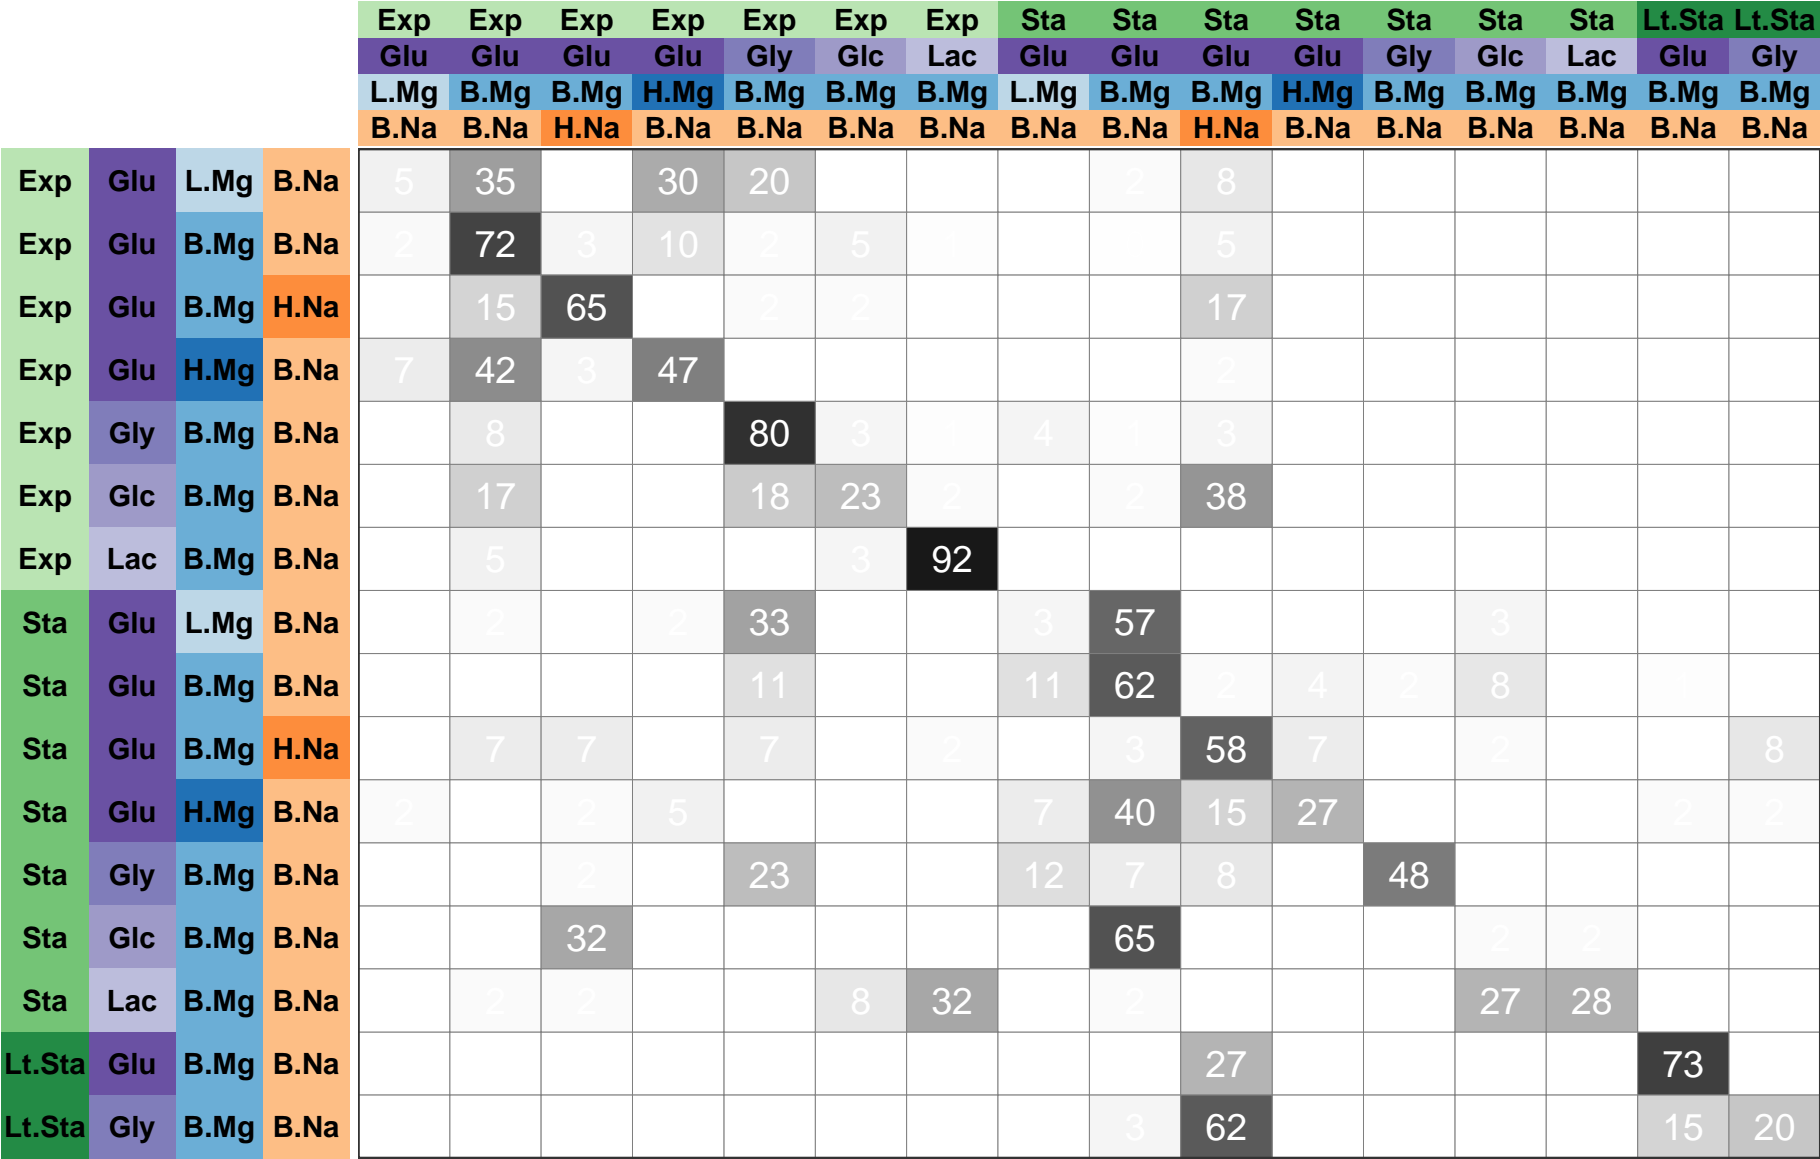 Exp Exp Exp Exp Exp Exp Exp Sta Sta Sta Sta Sta Sta Sta Lt.Sta Lt.Sta
Glu Glu Glu Glu Gly Glc Lac Glu Glu Glu Glu Gly Glc Lac Glu Gly
L.Mg B.Mg B.Mg H.Mg B.Mg B.Mg B.Mg L.Mg B.Mg B.Mg H.Mg B.Mg B.Mg B.Mg B.Mg B.Mg
B.Na B.Na H.Na B.Na B.Na B.Na B.Na B.Na B.Na H.Na B.Na B.Na B.Na B.Na B.Na B.Na
Exp Glu L.Mg B.Na 5 35 30 20 2 8
Exp Glu B.Mg B.Na 2 72 3 10 2 5 5
Exp Glu B.Mg H.Na 15 65 2 2 17
Exp Glu H.Mg B.Na 7 42 3 47 2
Exp Gly B.Mg B.Na 8 80 3 4 1 3
Exp Glc B.Mg B.Na 17 18 23 2 2 38
Exp Lac B.Mg B.Na 5 3 92
Sta Glu L.Mg B.Na 2 2 33 3 57 3
Sta Glu B.Mg B.Na 11 11 62 2 4 2 8
Sta Glu B.Mg H.Na 7 7 7 2 3 58 7 2 8
Sta Glu H.Mg B.Na 2 2 5 7 40 15 27 2 2
Sta Gly B.Mg B.Na 2 23 12 7 8 48
Sta Glc B.Mg B.Na 32 65 2 2
Sta Lac B.Mg B.Na 2 2 8 32 2 27 28
Lt.Sta Glu B.Mg B.Na 27 73
Lt.Sta Gly B.Mg B.Na 3 62 15 20